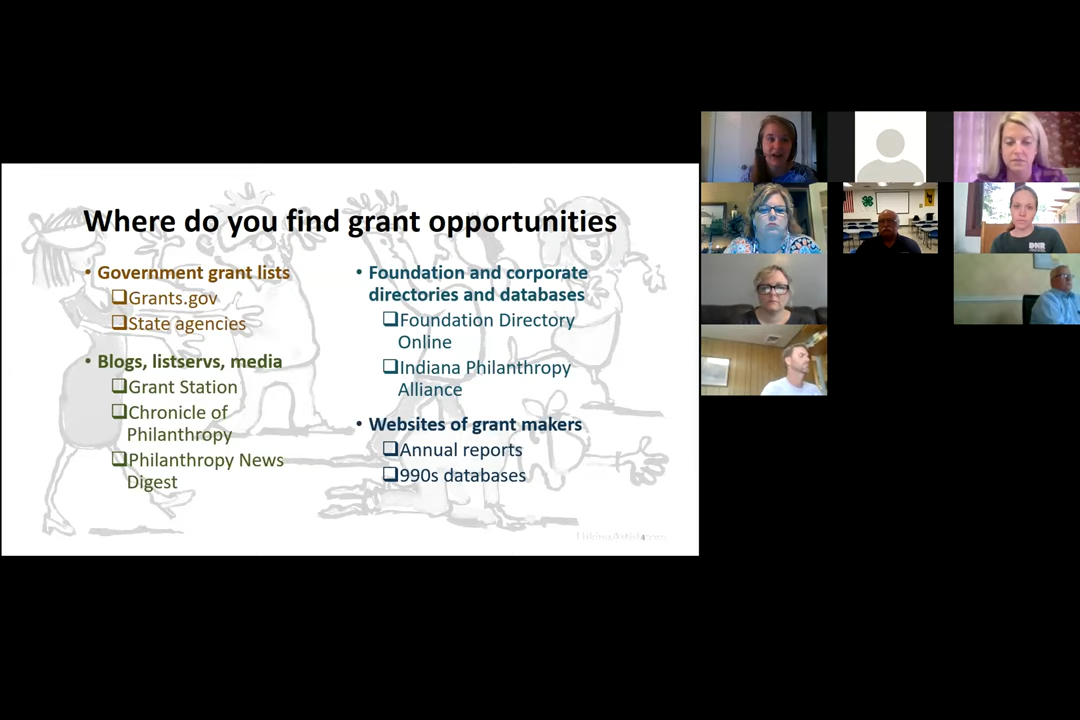 Where do you find grant opportunities
• Government grant lists
❑Grants.gov
❑State agencies
• Blogs, listservs, media
❑Grant Station
❑Chronicle of
Philanthropy
❑Philanthropy News
Digest
• Foundation and corporate
directories and databases
❑Foundation Directory
Online
❑Indiana Philanthropy
Alliance
• Websites of grant makers
❑Annual reports
❑990s databases
DNR